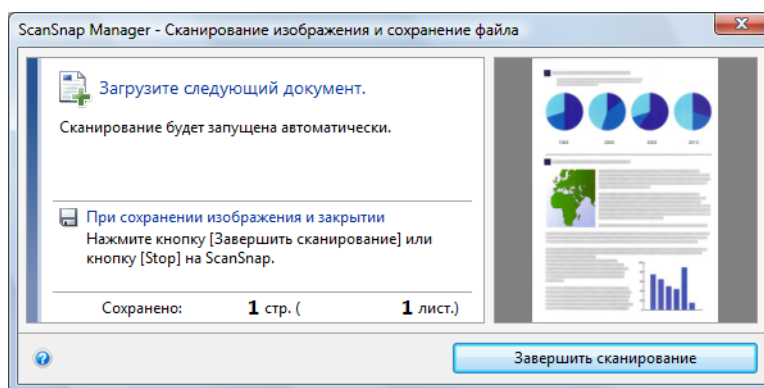 ScanSnap Manager - Сканирование изображения и сохранение файла
Загрузите следующий документ.
Сканирование будет запущена автоматически.
При сохранении изображения и закрытии
Нажмите кнопку [Завершить сканирование] или
кнопку [Stop] на ScanSnap.
Сохранено: 1 стр. ( 1 лист.)
Завершить сканирование